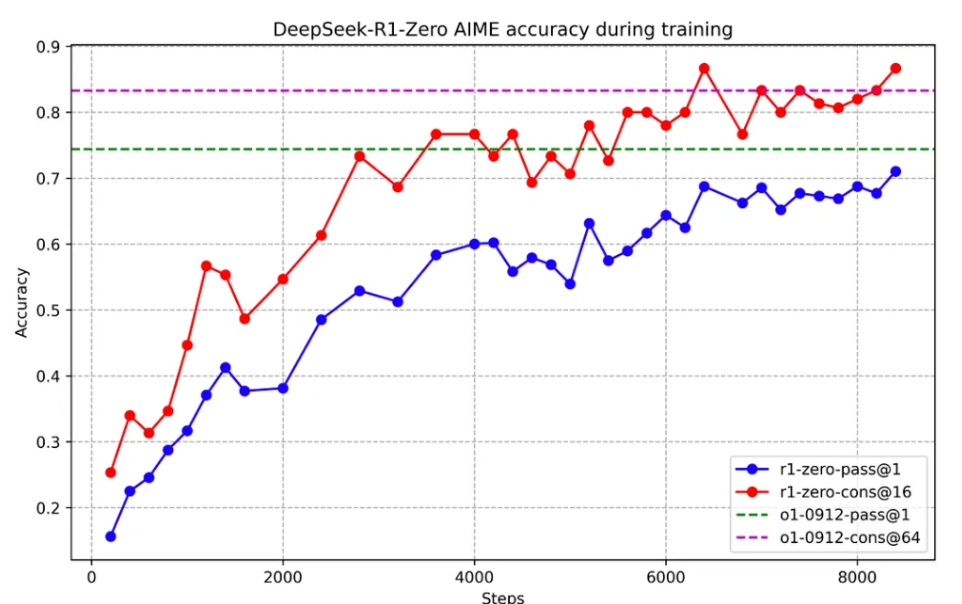 DeepSeek-R1-Zero AIME accuracy during training
0.9
0.8
0.7
0.6
0.5
0.4
0.3
0.2
Accuracy
r1-zero-pass@1
r1-zero-cons@16
o1-0912-pass@1
o1-0912-cons@64
0 2000 4000 6000 8000
Steps